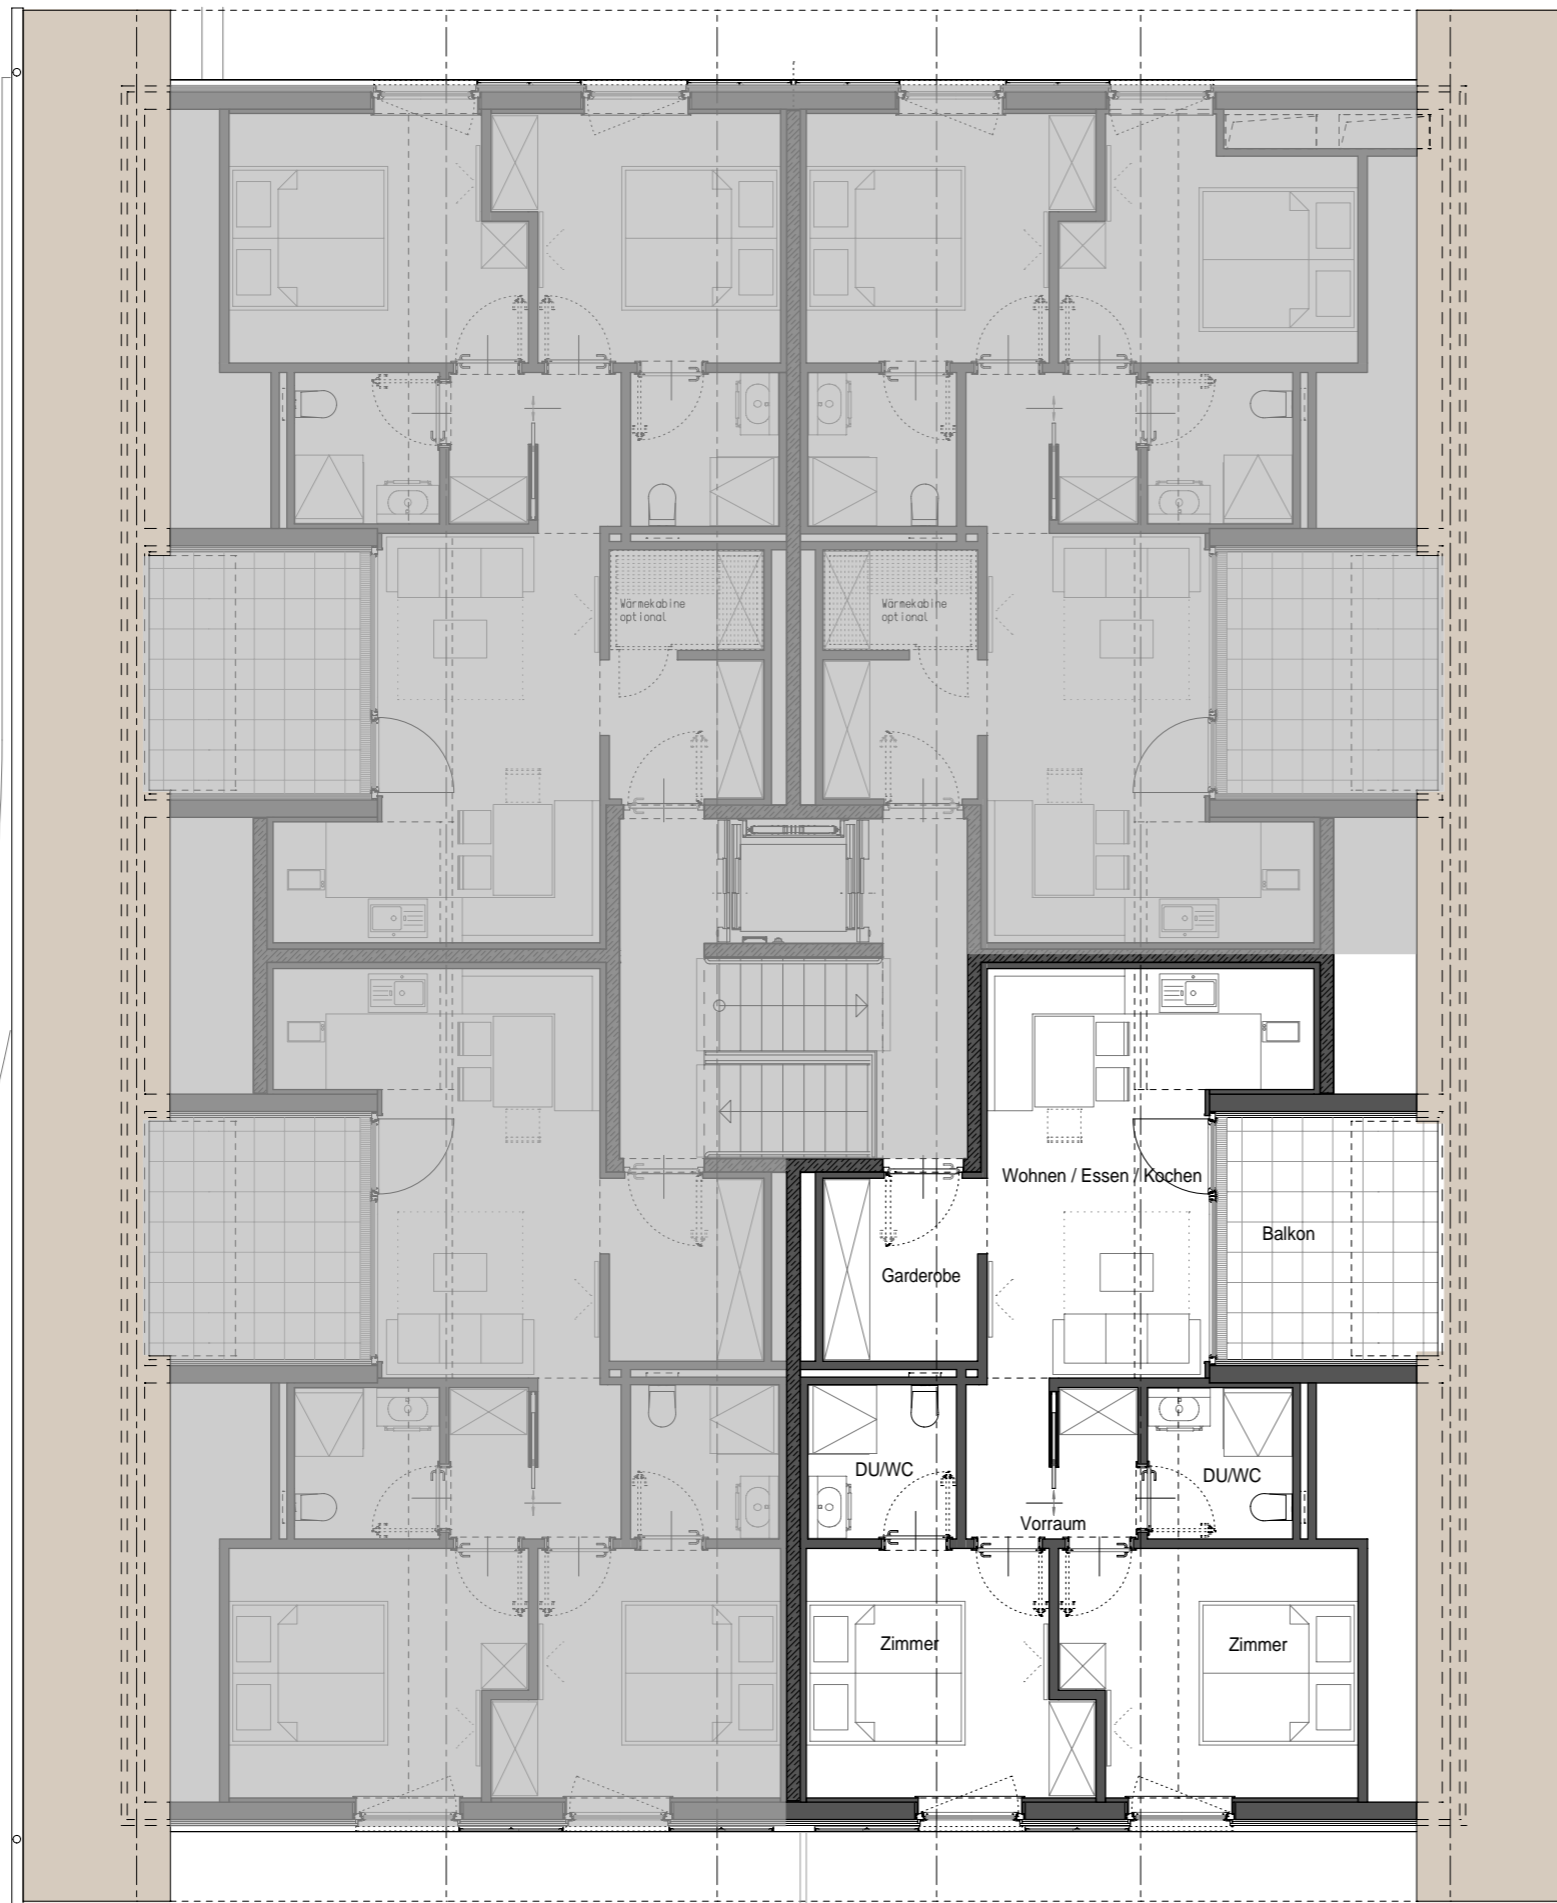 Wärmekabine
optional
Wärmekabine
optional
Wohnen / Essen / Kochen
Balkon
Garderobe
DU/WC
DU/WC
Vorraum
Zimmer
Zimmer